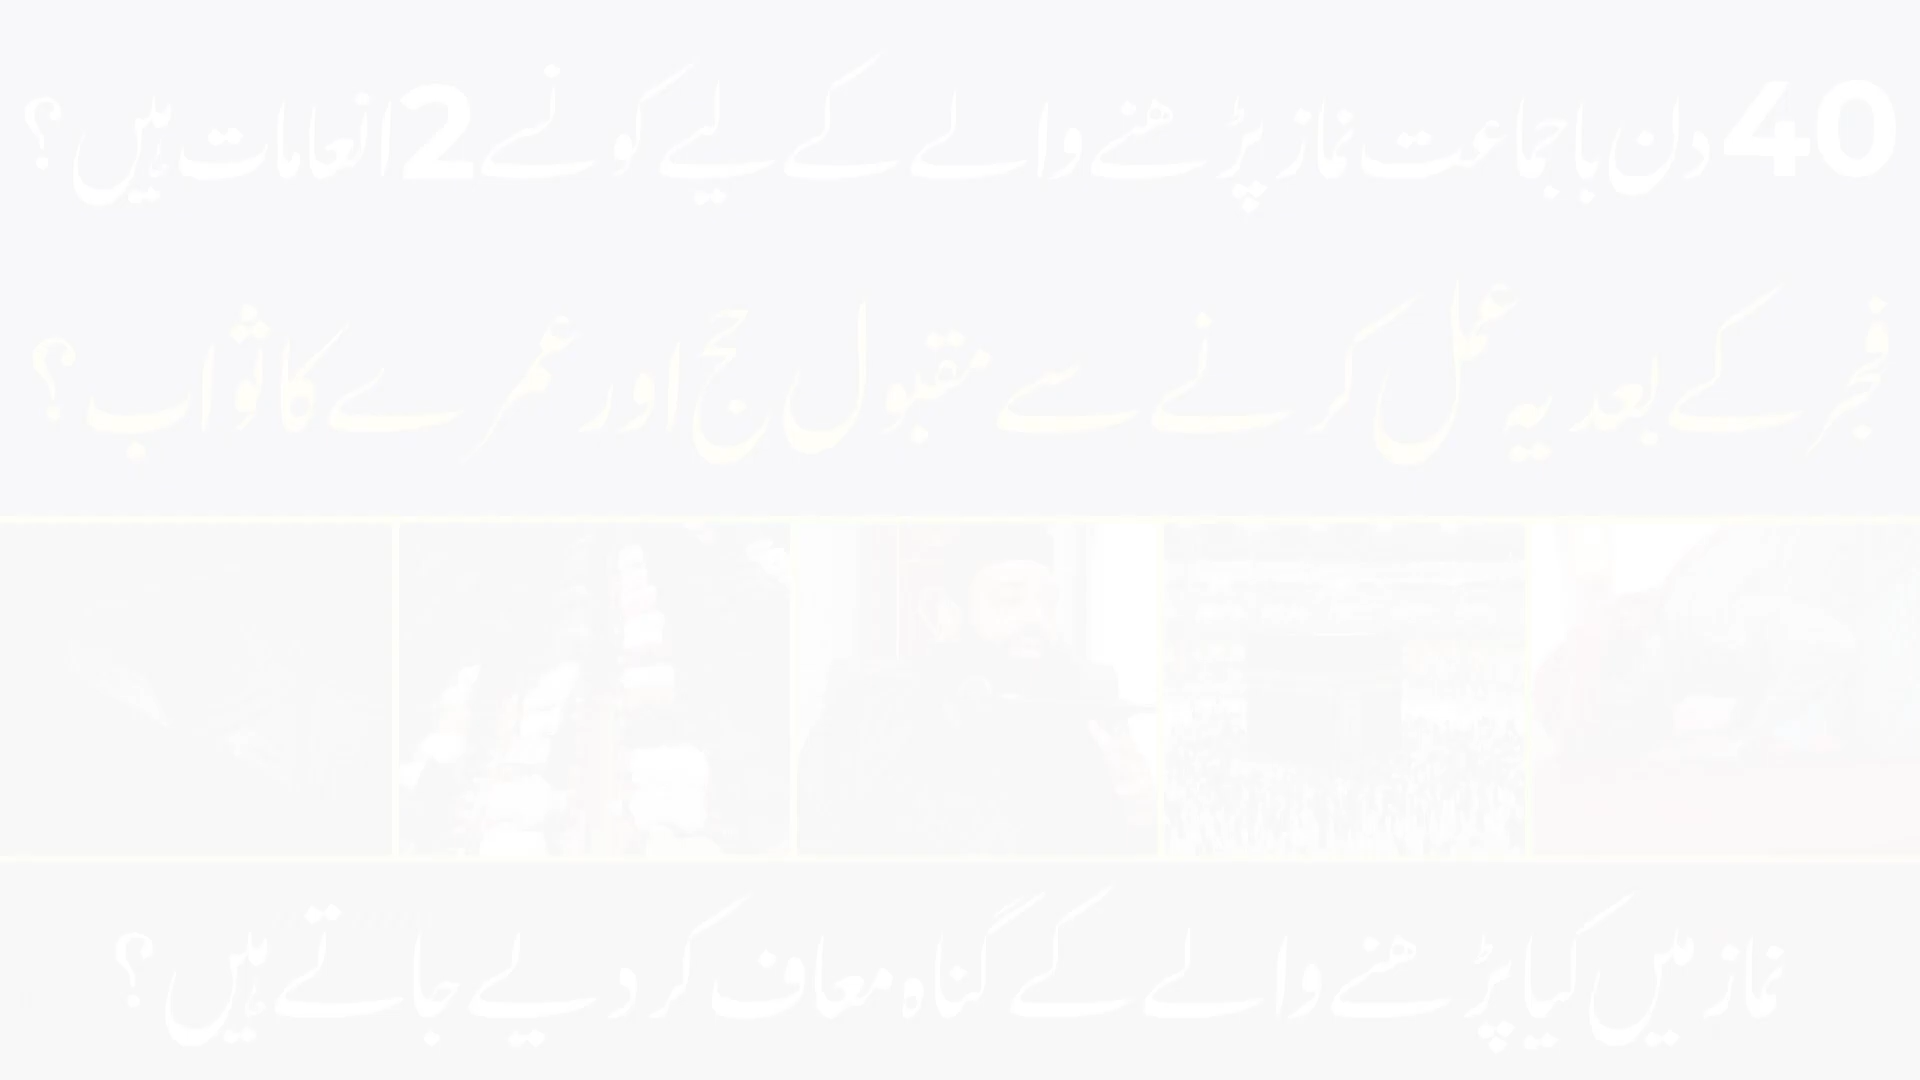 40 دن باجماعت نماز پڑھنے والے کے لیے کونے 2 انعامات ہیں؟
فجر کے بعد یہ عمل کرنے سے مقبول حج اور عمرے کا ثواب؟
نماز میں کیا پڑھنے والے کے گناہ معاف کر دیے جاتے ہیں؟